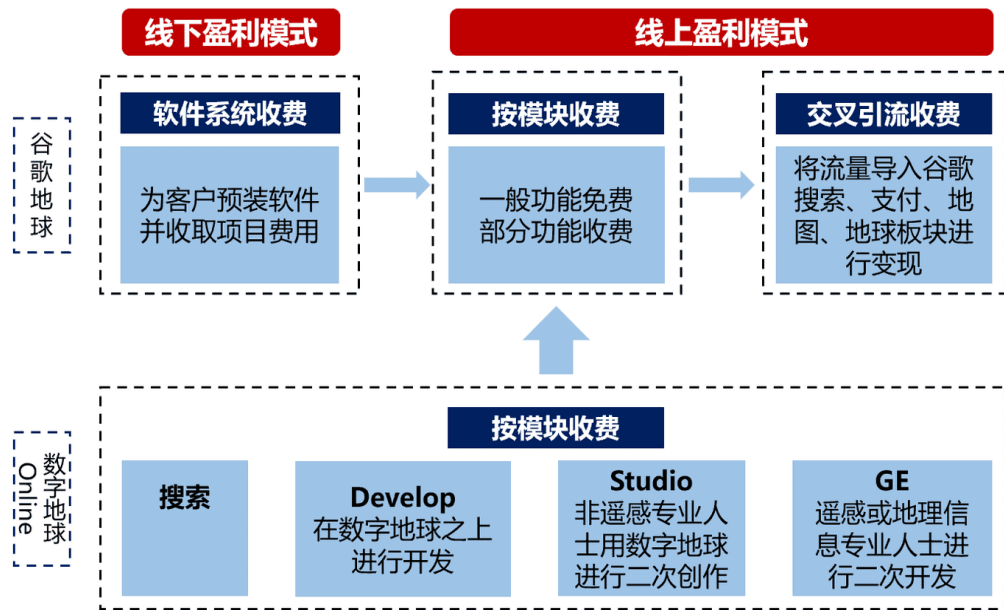 线下盈利模式
线上盈利模式
谷歌地球
软件系统收费
为客户预装软件
并收取项目费用
按模块收费
一般功能免费
部分功能收费
交叉引流收费
将流量导入谷歌
搜索、支付、地
图、地球板块进
行变现
数字地球
Online
按模块收费
搜索
Develop
在数字地球之上
进行开发
Studio
非遥感专业人
士用数字地球
进行二次创作
GE
遥感或地理信
息专业人士进
行二次开发